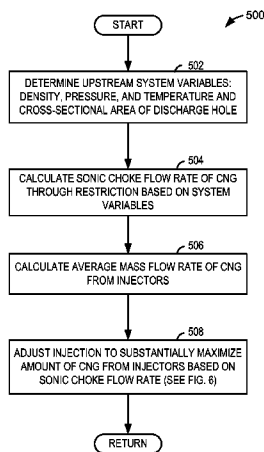 500
START
502
DETERMINE UPSTREAM SYSTEM VARIABLES:
DENSITY, PRESSURE, AND TEMPERATURE AND
CROSS-SECTIONAL AREA OF DISCHARGE HOLE
504
CALCULATE SONIC CHOKE FLOW RATE OF CNG
THROUGH RESTRICTION BASED ON SYSTEM
VARIABLES
506
CALCULATE AVERAGE MASS FLOW RATE OF CNG
FROM INJECTORS
508
ADJUST INJECTION TO SUBSTANTIALLY MAXIMIZE
AMOUNT OF CNG FROM INJECTORS BASED ON
SONIC CHOKE FLOW RATE (SEE FIG. 6)
RETURN